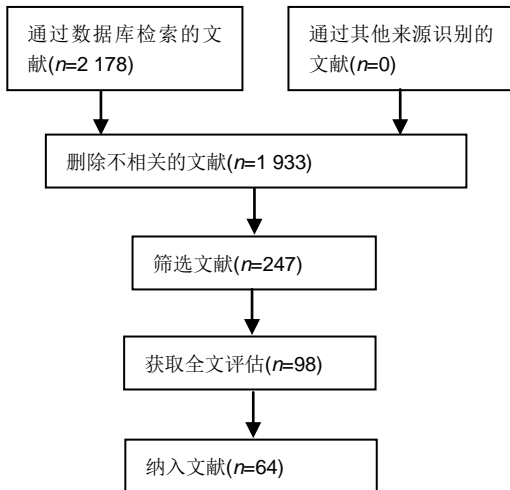 通过数据库检索的文
献(n=2 178)
通过其他来源识别的
文献(n=0)
删除不相关的文献(n=1 933)
筛选文献(n=247)
获取全文评估(n=98)
纳入文献(n=64)